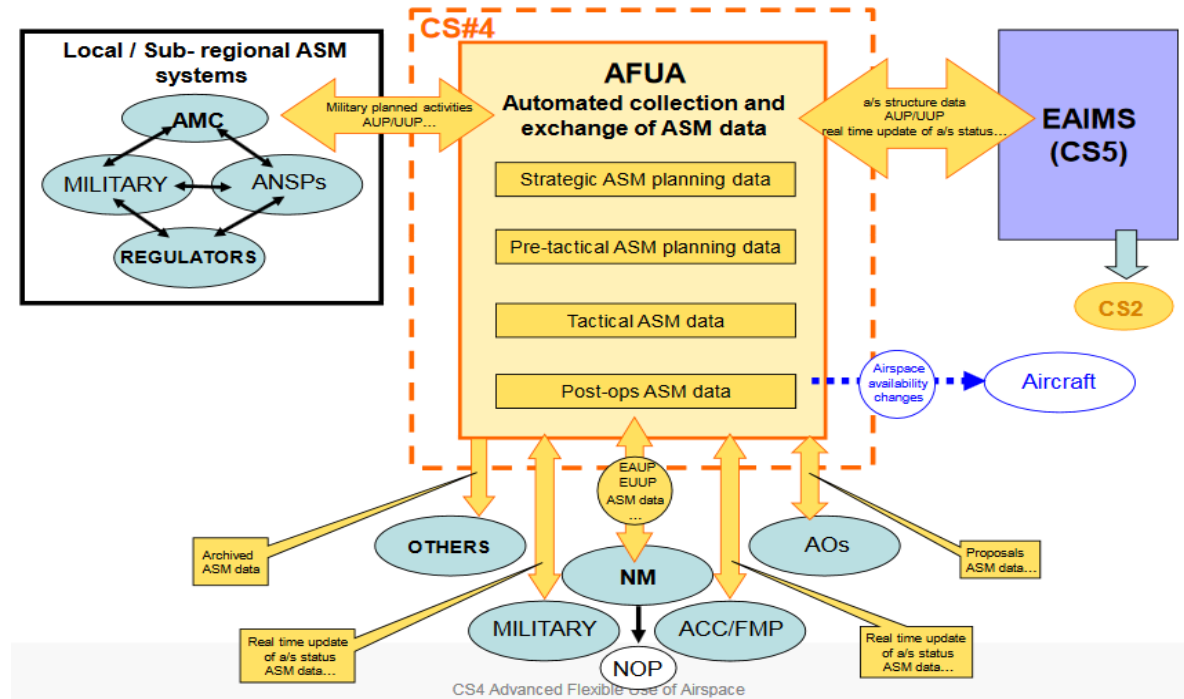 CS#4
Local / Sub- regional ASM
systems
AMC
MILITARY
ANSPs
REGULATORS
Military planned activities
AUP/UUP...
AFUA
Automated collection and
exchange of ASM data
Strategic ASM planning data
Pre-tactical ASM planning data
Tactical ASM data
Post-ops ASM data
a/s structure data
AUP/UUP
real time update of a/s status...
EAIMS
(CS5)
CS2
Airspace
availability
changes
Aircraft
EAUP
EUUP
ASM data
...
OTHERS
AOs
NM
MILITARY
ACC/FMP
NOP
Archived
ASM data
Proposals
ASM data...
Real time update
of a/s status
ASM data...
Real time update
of a/s status
ASM data...
CS4 Advanced Flexible Use of Airspace